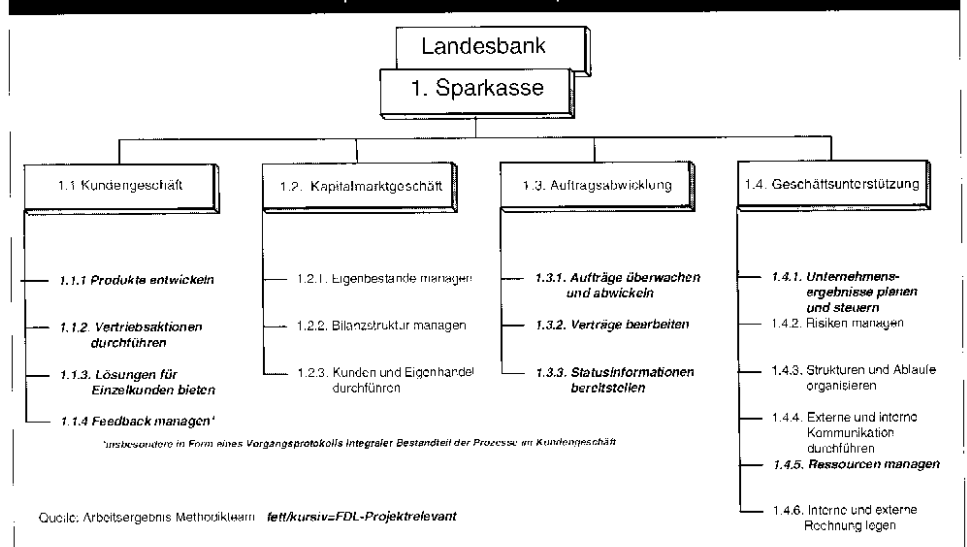 Landesbank
1. Sparkasse
1.1 Kundengeschäft
1.2. Kapitalmarktgeschäft
1.3. Auftragsabwicklung
1.4. Geschäftsunterstützung
1.1.1 Produkte entwickeln
1.1.2. Vertriebsaktionen
durchführen
1.1.3. Lösungen für
Einzelkunden bieten
1.1.4 Feedback managen*
1.2.1. Eigenbestande managen
1.2.2. Bilanzstruktur managen
1.2.3. Kunden und Eigenhandel
durchführen
1.3.1. Aufträge überwachen
und abwickeln
1.3.2. Verträge bearbeiten
1.3.3. Statusinformationen
bereitstellen
1.4.1. Unternehmens-
ergebnisse planen
und steuern
1.4.2. Risiken managen
1.4.3. Strukturen und Abläufe
organisieren
1.4.4. Externe und interne
Kommunikation
durchführen
1.4.5. Ressourcen managen
1.4.6. Interne und externe
Rechnung legen
*insbesondere in Form eines Vorgangsprotokolls integraler Bestandteil der Prozesse im Kundengeschäft
Quelle: Arbeitsergebnis Methodikteam fett/kursiv=FDL-Projektrelevant